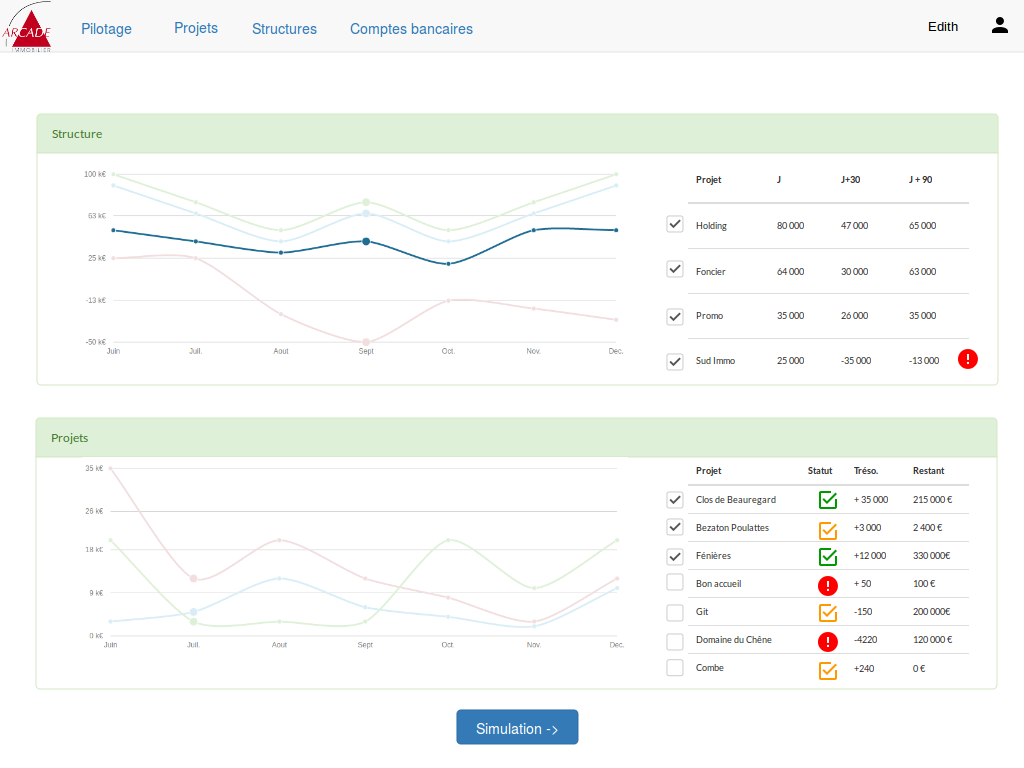 ARCADE
IMMOBILIER
Pilotage Projets Structures Comptes bancaires Edith
Structure
100 k€
63 k€
25 k€
-13 k€
-50 k€
Juin Juil. Aout Sept Oct. Nov. Dec.
Projet J J+30 J + 90
Holding 80 000 47 000 65 000
Foncier 64 000 30 000 63 000
Promo 35 000 26 000 35 000
Sud Immo 25 000 -35 000 -13 000
Projets
35 k€
26 k€
18 k€
9 k€
0 k€
Juin Juil. Aout Sept Oct Nov. Dec.
Projet Statut Tréso. Restant
Clos de Beauregard + 35 000 215 000 €
Bezaton Poulattes +3 000 2 400 €
Fénières +12 000 330 000€
Bon accueil + 50 100 €
Git -150 200 000€
Domaine du Chêne -4220 120 000 €
Combe +240 0 €
Simulation ->